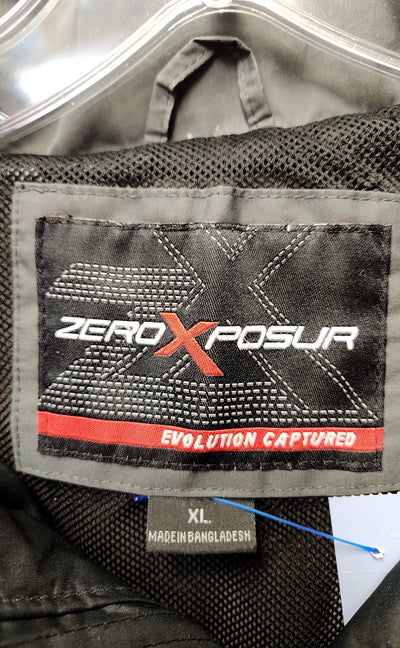 ZEROXPOSUR
EVOLUTION CAPTURED
XL
MADE IN BANGLADESH